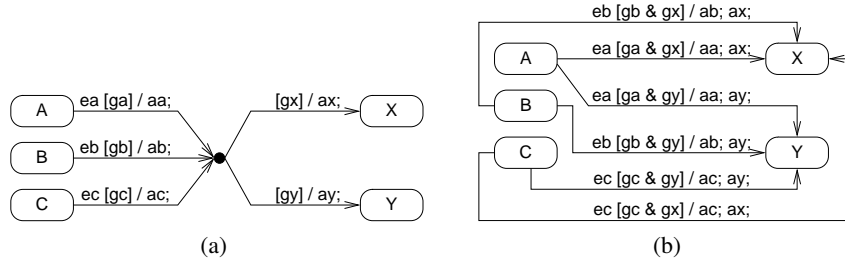 A
ea [ga] / aa;
[gx] / ax;
X
B
eb [gb] / ab;
C
ec [gc] / ac;
[gy] / ay;
Y
(a)
eb [gb & gx] / ab; ax;
A
ea [ga & gx] / aa; ax;
X
ea [ga & gy] / aa; ay;
B
eb [gb & gy] / ab; ay;
Y
C
ec [gc & gy] / ac; ay;
ec [gc & gx] / ac; ax;
(b)